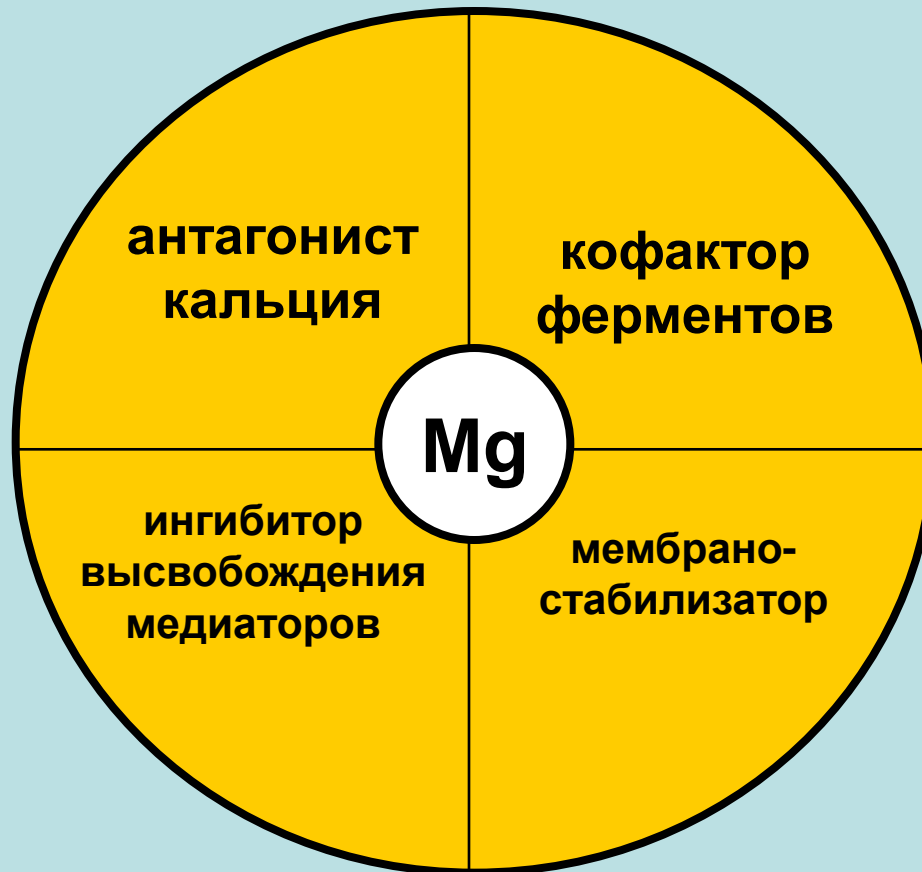 антагонист
кальция
кофактор
ферментов
Mg
ингибитор
высвобождения
медиаторов
мембрано-
стабилизатор